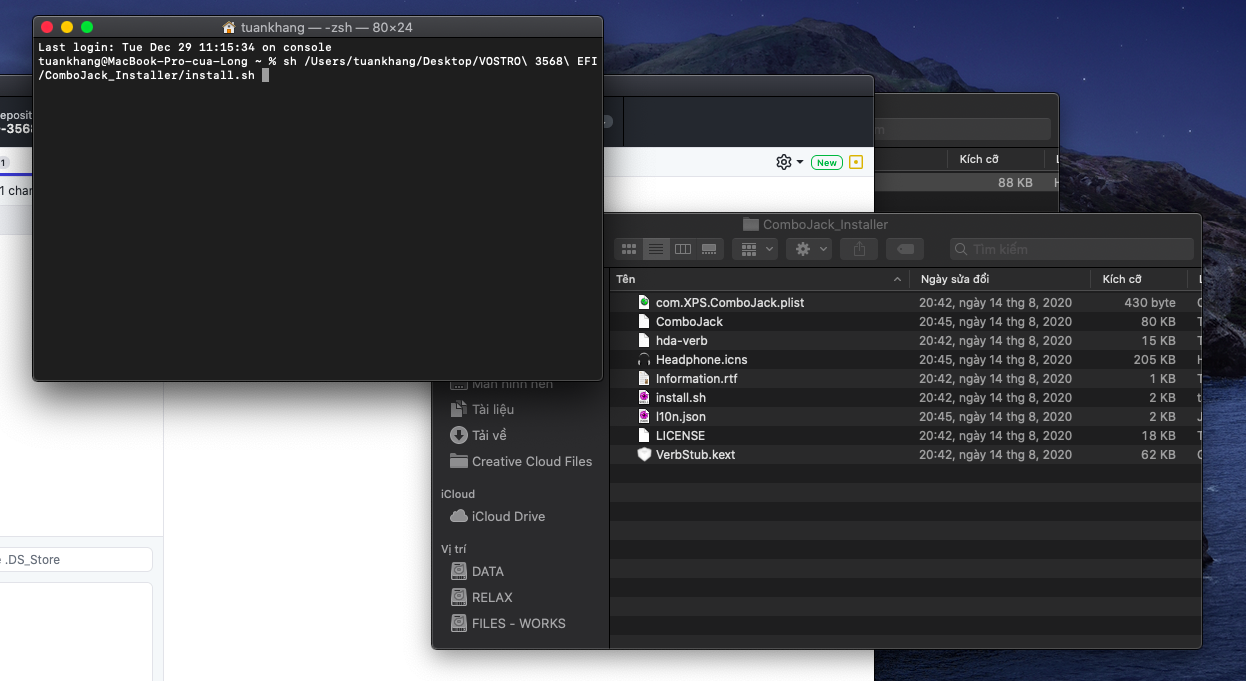 tuankhang — -zsh — 80×24
Last login: Tue Dec 29 11:15:34 on console
tuankhang@MacBook-Pro-cua-Long ~ % sh /Users/tuankhang/Desktop/VOSTRO\ 3568\ EFI
/ComboJack_Installer/install.sh
eposit
-3568
1
1 char
New
Kích cỡ
88 KB
ComboJack_Installer
Tìm kiếm
Tên Ngày sửa đổi Kích cỡ
com.XPS.ComboJack.plist 20:42, ngày 14 thg 8, 2020 430 byte
ComboJack 20:45, ngày 14 thg 8, 2020 80 KB
hda-verb 20:42, ngày 14 thg 8, 2020 15 KB
Headphone.icns 20:45, ngày 14 thg 8, 2020 205 KB
Information.rtf 20:42, ngày 14 thg 8, 2020 1 KB
install.sh 20:42, ngày 14 thg 8, 2020 2 KB
l10n.json 20:45, ngày 14 thg 8, 2020 2 KB
LICENSE 20:42, ngày 14 thg 8, 2020 18 KB
VerbStub.kext 20:42, ngày 14 thg 8, 2020 62 KB
Màn hình nền
Tài liệu
Tải về
Creative Cloud Files
iCloud
iCloud Drive
Vị trí
DATA
RELAX
FILES - WORKS
.DS_Store